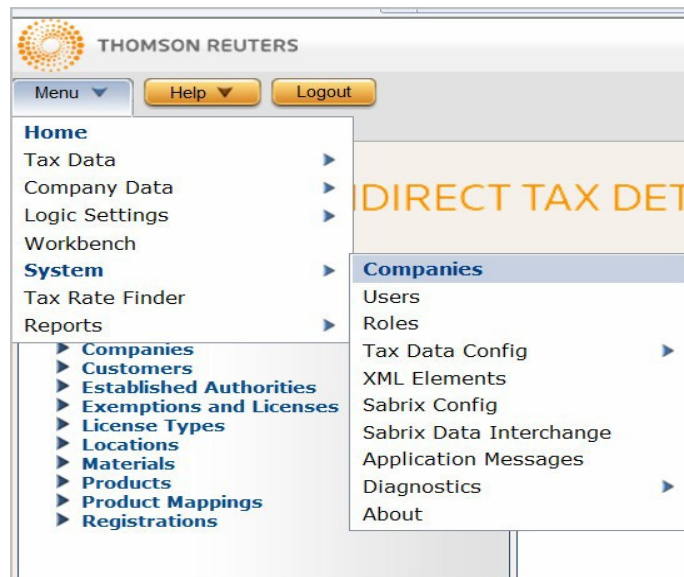 THOMSON REUTERS
Menu
Help
Logout
Home
Tax Data
Company Data
Logic Settings
Workbench
System
Tax Rate Finder
Reports
NDIRECT TAX DET
Companies
Users
Roles
Tax Data Config
XML Elements
Sabrix Config
Sabrix Data Interchange
Application Messages
Diagnostics
About
Companies
Customers
Established Authorities
Exemptions and Licenses
License Types
Locations
Materials
Products
Product Mappings
Registrations